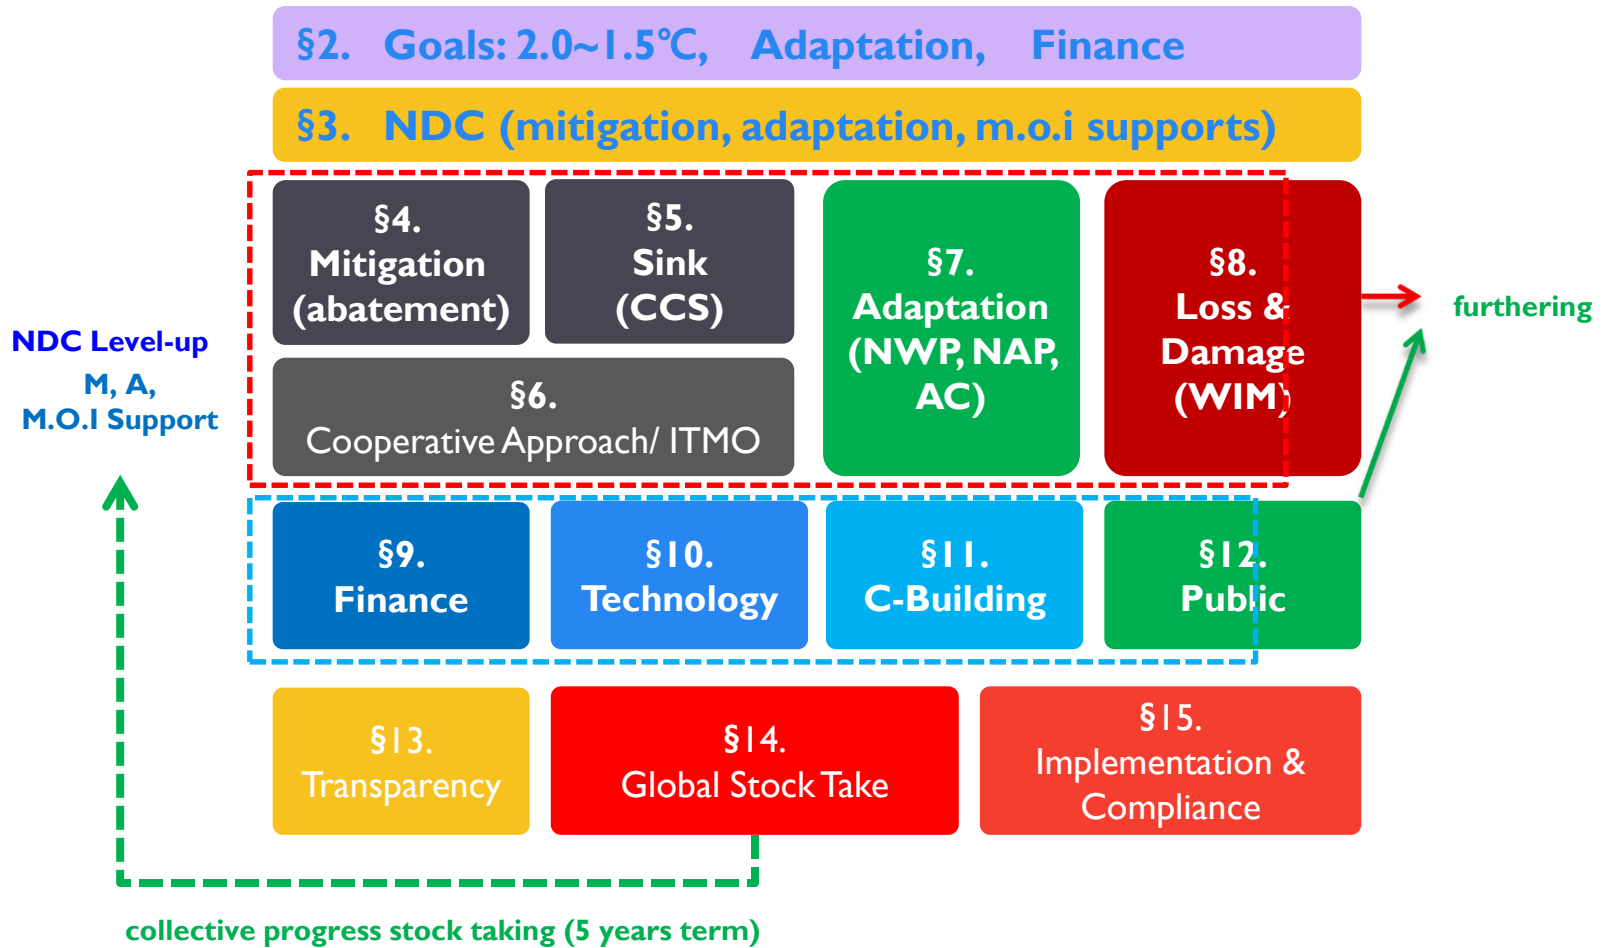 §2. Goals: 2.0~1.5℃, Adaptation, Finance
§3. NDC (mitigation, adaptation, m.o.i supports)
§4.
Mitigation
(abatement)
§5.
Sink
(CCS)
§6.
Cooperative Approach/ ITMO
§7.
Adaptation
(NWP, NAP,
AC)
§8.
Loss &
Damage
(WIM)
furthering
NDC Level-up
M, A,
M.O.I Support
§9.
Finance
§10.
Technology
§11.
C-Building
§12.
Public
§13.
Transparency
§14.
Global Stock Take
§15.
Implementation &
Compliance
collective progress stock taking (5 years term)